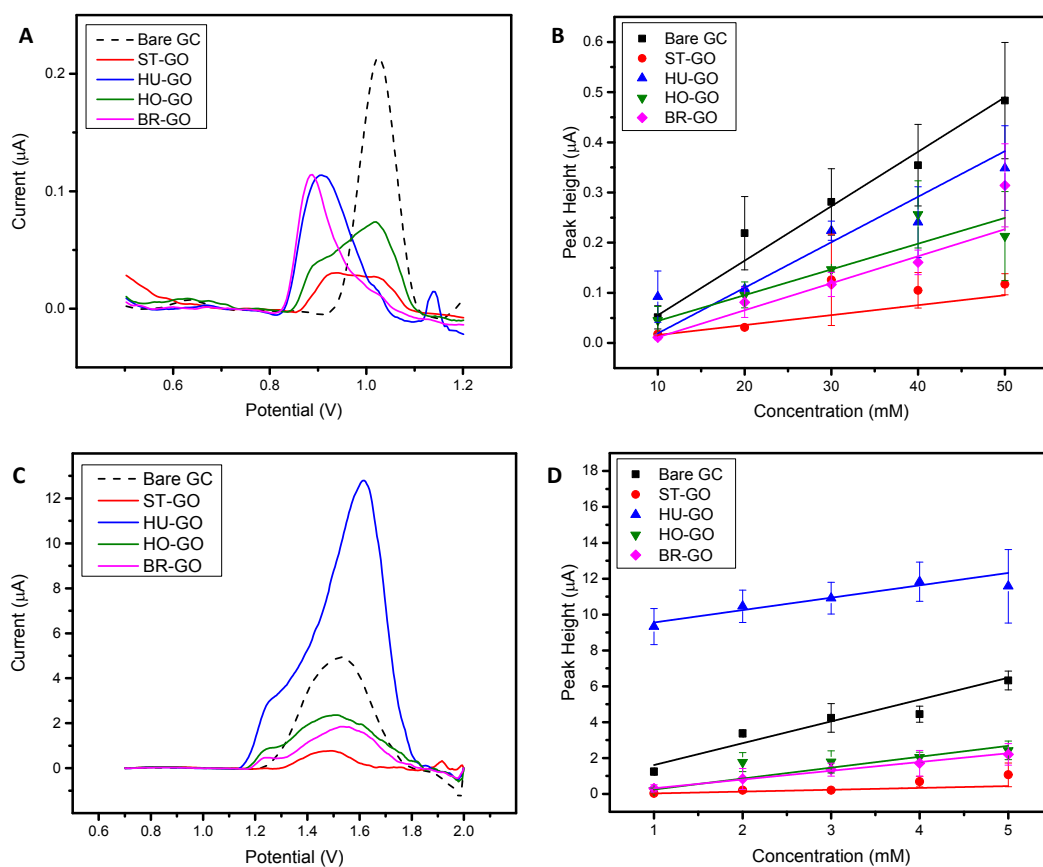 A
Bare GC
ST-GO
HU-GO
HO-GO
BR-GO
Current (µA)
0.2
0.1
0.0
0.6 0.8 1.0 1.2
Potential (V)
B
Bare GC
ST-GO
HU-GO
HO-GO
BR-GO
Peak Height (µA)
0.6
0.5
0.4
0.3
0.2
0.1
0.0
10 20 30 40 50
Concentration (mM)
C
Bare GC
ST-GO
HU-GO
HO-GO
BR-GO
Current (µA)
12
10
8
6
4
2
0
0.6 0.8 1.0 1.2 1.4 1.6 1.8 2.0
Potential (V)
D
Bare GC
ST-GO
HU-GO
HO-GO
BR-GO
Peak Height (µA)
18
16
14
12
10
8
6
4
2
0
1 2 3 4 5
Concentration (mM)